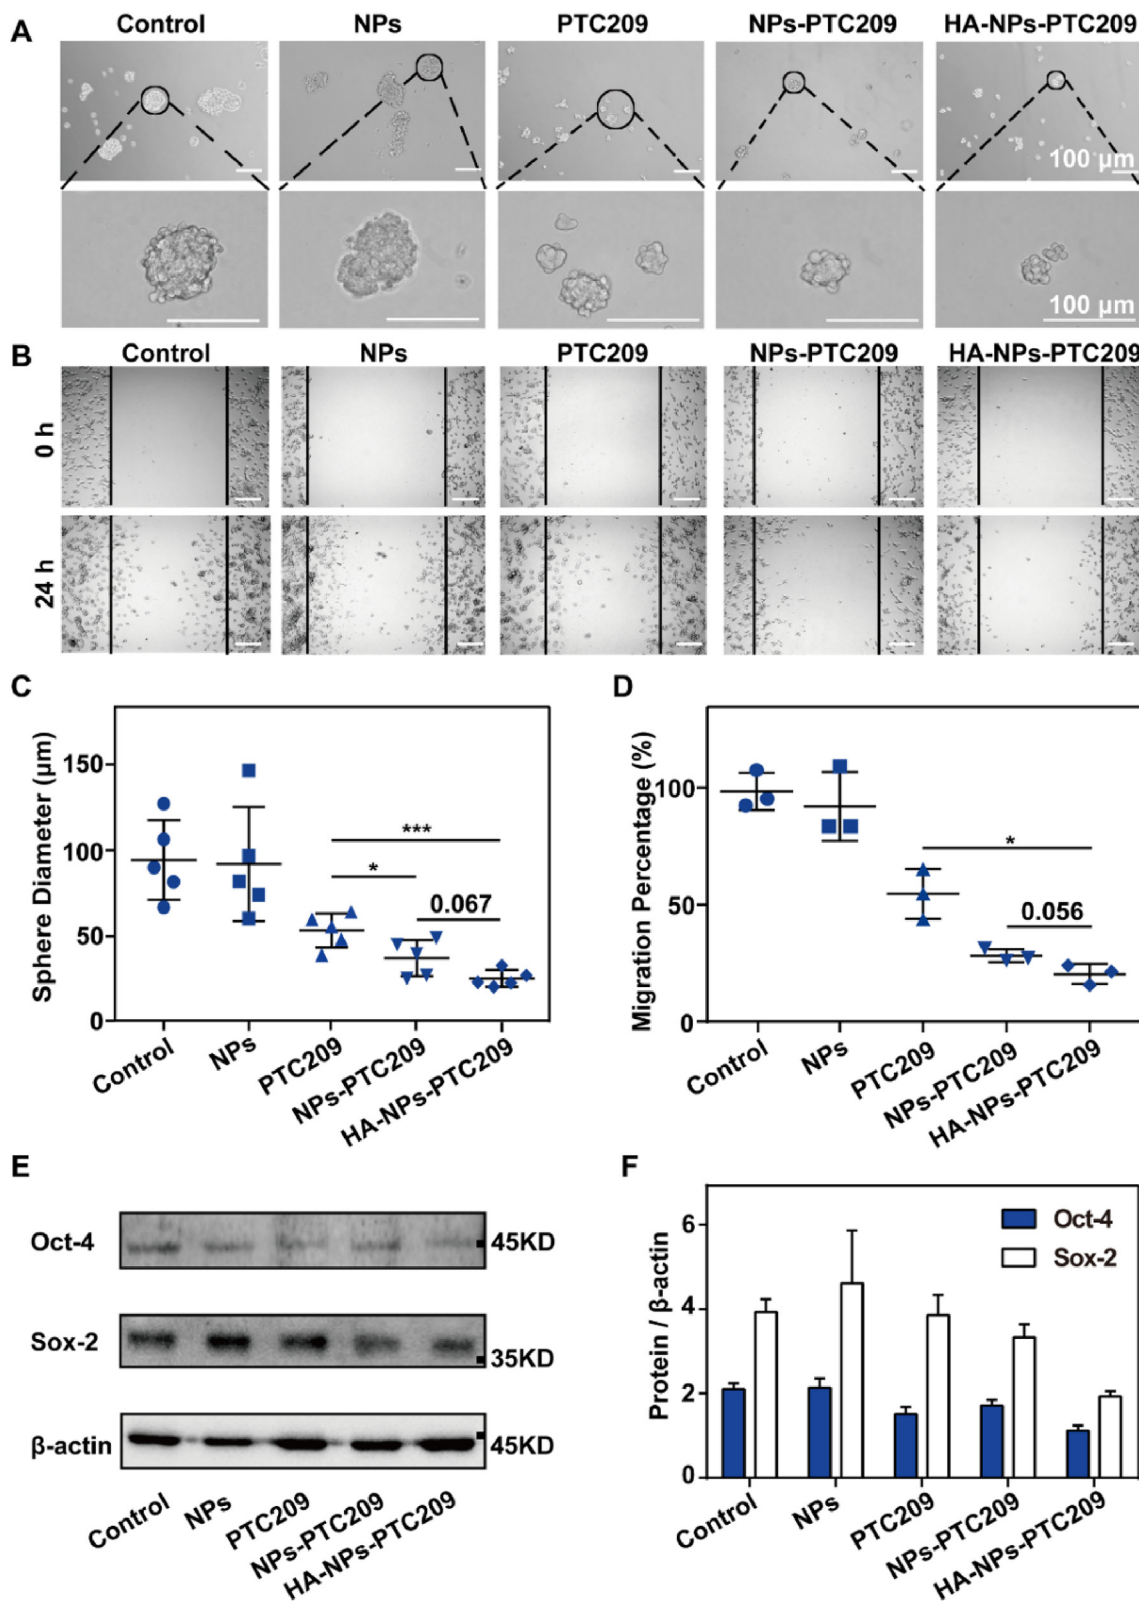 A
Control NPs PTC209 NPs-PTC209 HA-NPs-PTC209
100 µm
100 µm
B
Control NPs PTC209 NPs-PTC209 HA-NPs-PTC209
0 h
24 h
C
Sphere Diameter (µm)
150
100
50
0
***
*
0.067
Control NPs PTC209 NPs-PTC209 HA-NPs-PTC209
D
Migration Percentage (%)
100
50
0
*
0.056
Control NPs PTC209 NPs-PTC209 HA-NPs-PTC209
E
Oct-4 45KD
Sox-2 35KD
β-actin 45KD
Control NPs PTC209 NPs-PTC209 HA-NPs-PTC209
F
Protein / β-actin
6
4
2
0
Oct-4
Sox-2
Control NPs PTC209 NPs-PTC209 HA-NPs-PTC209